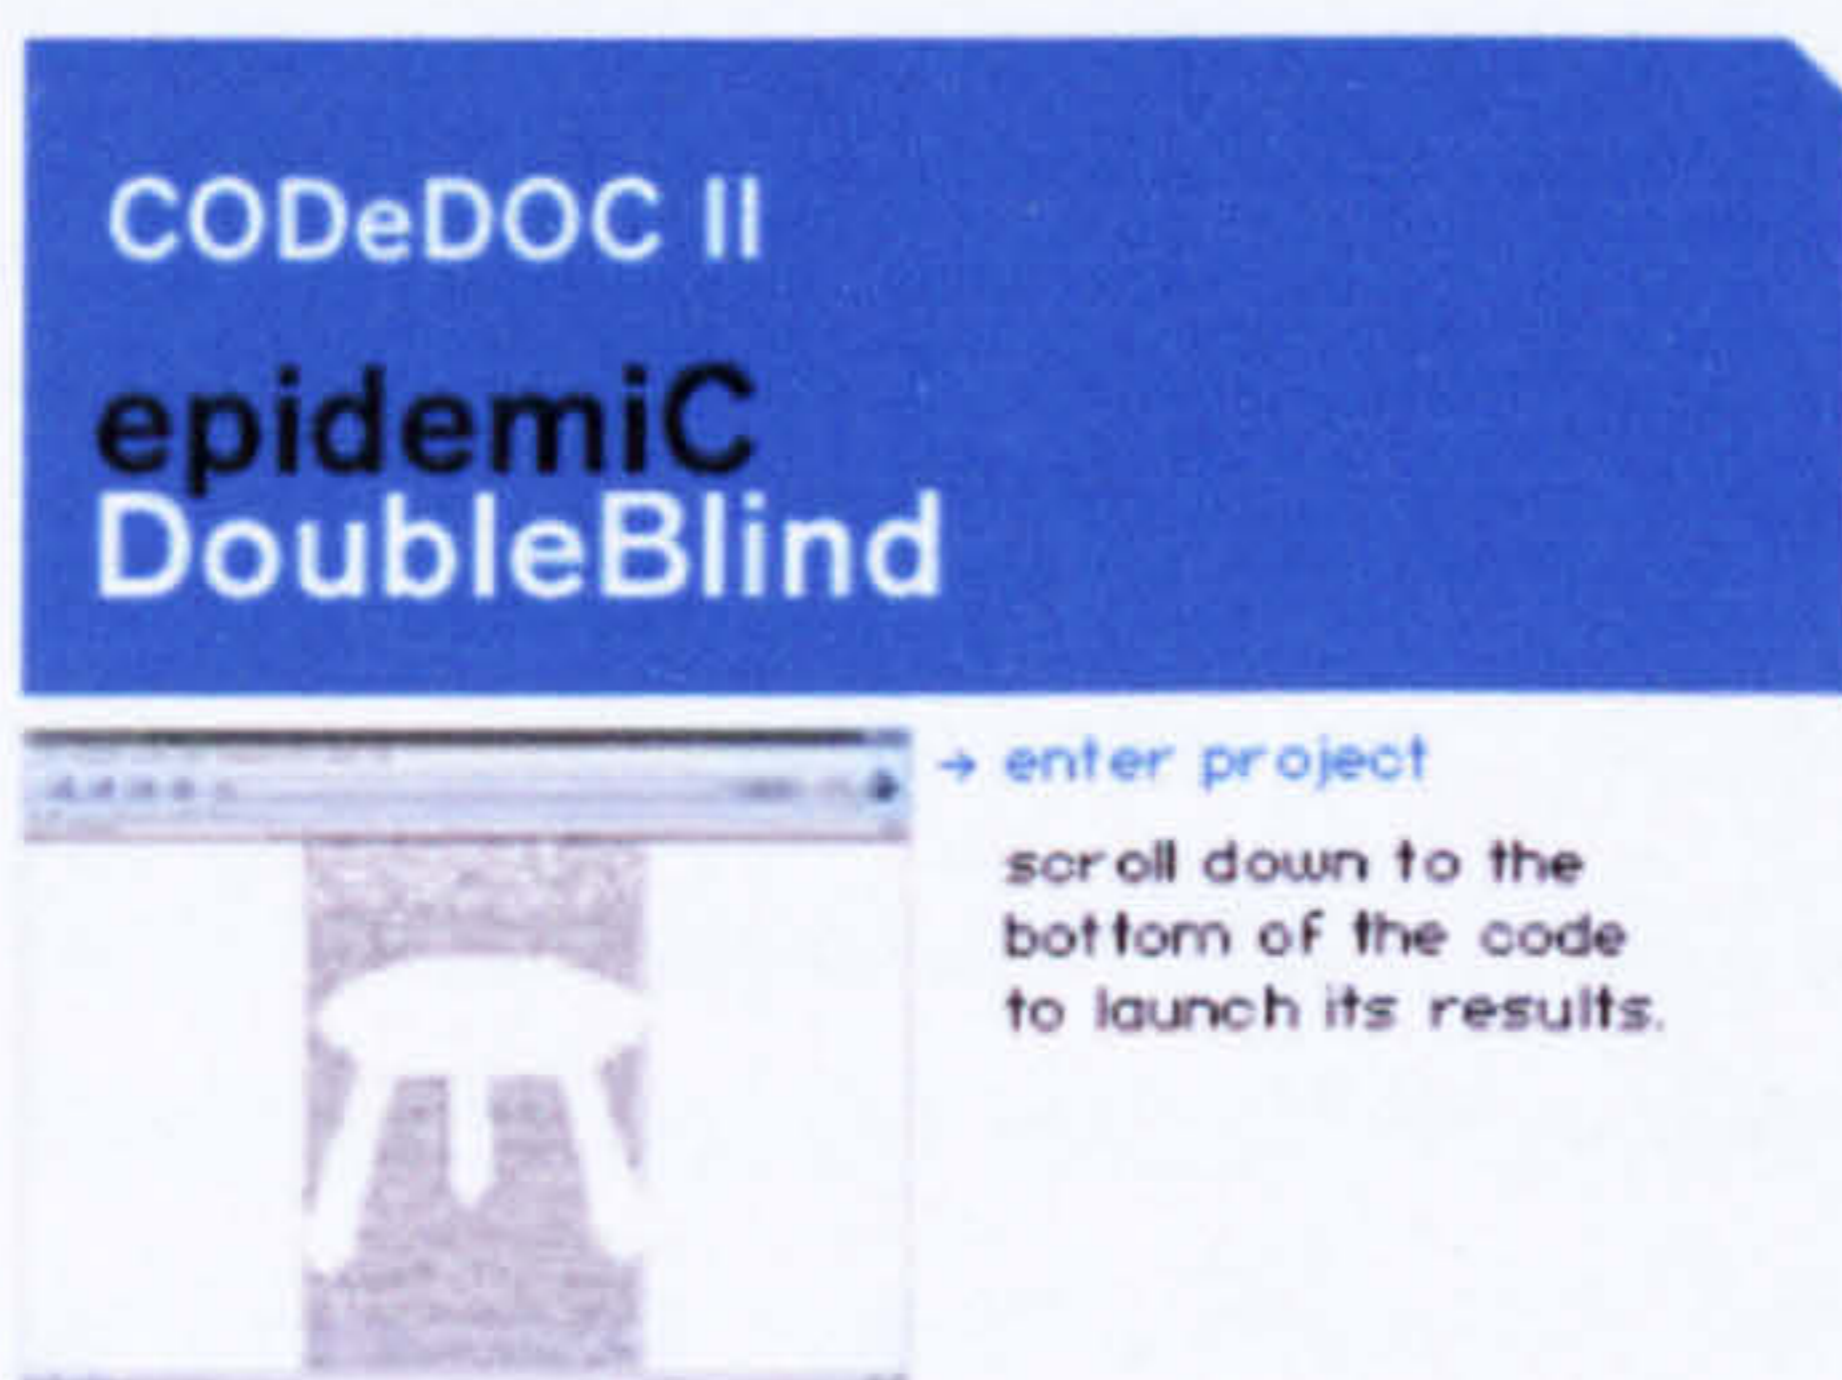 CODeDOC II
epidemiC
DoubleBlind
→ enter project
scroll down to the
bottom of the code
to launch its results.